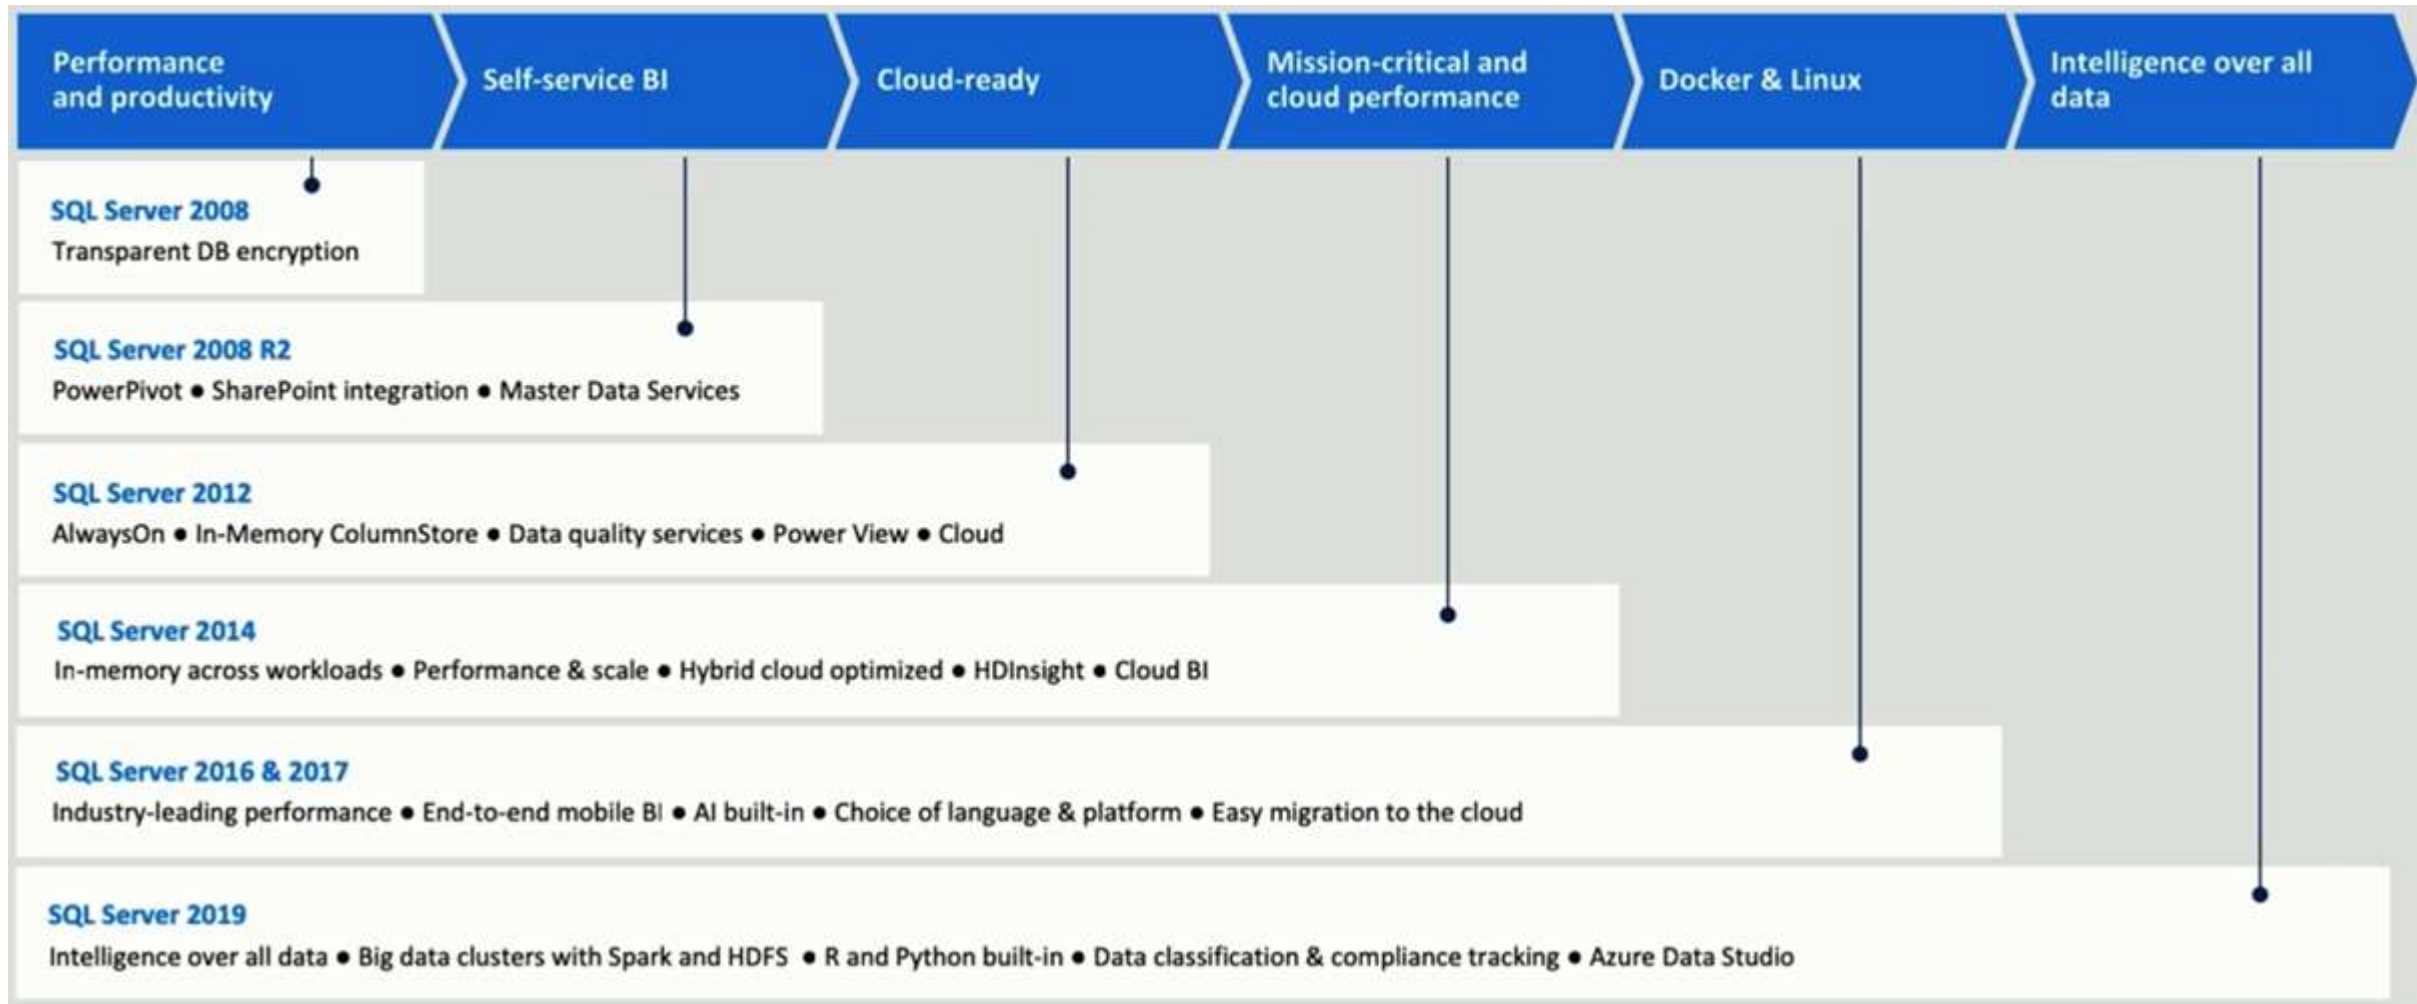 Performance
and productivity
Self-service BI
Cloud-ready
Mission-critical and
cloud performance
Docker & Linux
Intelligence over all
data
SQL Server 2008
Transparent DB encryption
SQL Server 2008 R2
PowerPivot ● SharePoint integration ● Master Data Services
SQL Server 2012
AlwaysOn ● In-Memory ColumnStore ● Data quality services ● Power View ● Cloud
SQL Server 2014
In-memory across workloads ● Performance & scale ● Hybrid cloud optimized ● HDInsight ● Cloud BI
SQL Server 2016 & 2017
Industry-leading performance ● End-to-end mobile BI ● AI built-in ● Choice of language & platform ● Easy migration to the cloud
SQL Server 2019
Intelligence over all data ● Big data clusters with Spark and HDFS ● R and Python built-in ● Data classification & compliance tracking ● Azure Data Studio